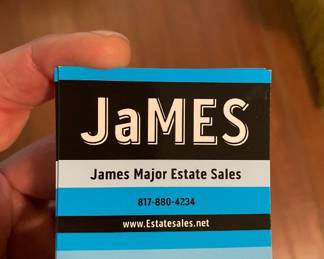 JaMES
James Major Estate Sales
817-880-4234
www.Estatesales.net